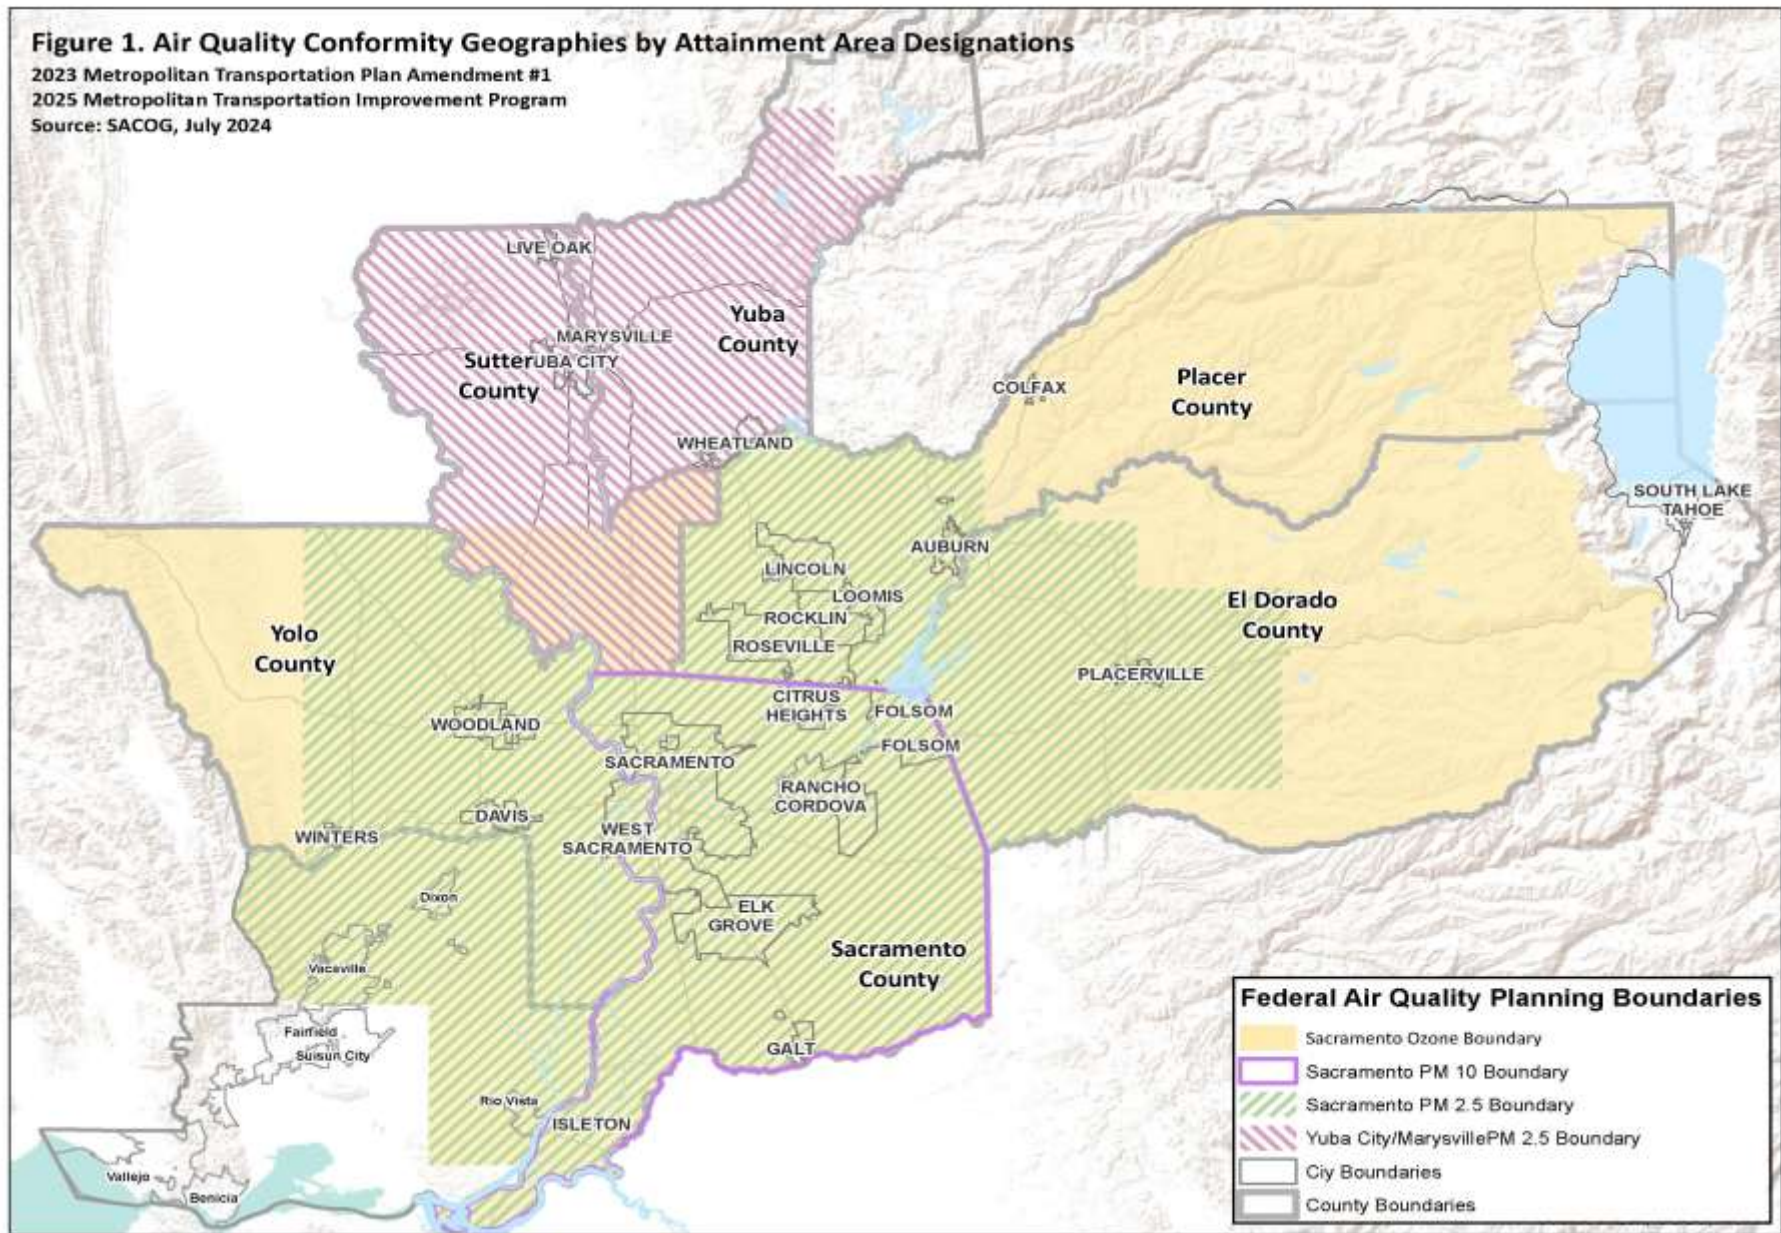 Figure 1. Air Quality Conformity Geographies by Attainment Area Designations
2023 Metropolitan Transportation Plan Amendment #1
2025 Metropolitan Transportation Improvement Program
Source: SACOG, July 2024
LIVE OAK
Yuba
County
MARYSVILLE
Sutter
County
UBA CITY
WHEATLAND
COLFAX
Placer
County
SOUTH LAKE
TAHOE
AUBURN
LINCOLN
LOOMIS
ROCKLIN
ROSEVILLE
El Dorado
County
Yolo
County
PLACERVILLE
CITRUS
HEIGHTS
FOLSOM
WOODLAND
FOLSOM
SACRAMENTO
RANCHO
CORDOVA
DAVIS
WINTERS
WEST
SACRAMENTO
Dixon
ELK
GROVE
Sacramento
County
Vacaville
Fairfield
Suisun City
GALT
Rio Vista
ISLETON
Vallejo
Benicia
Federal Air Quality Planning Boundaries
Sacramento Ozone Boundary
Sacramento PM 10 Boundary
Sacramento PM 2.5 Boundary
Yuba City/MarysvillePM 2.5 Boundary
Ciy Boundaries
County Boundaries